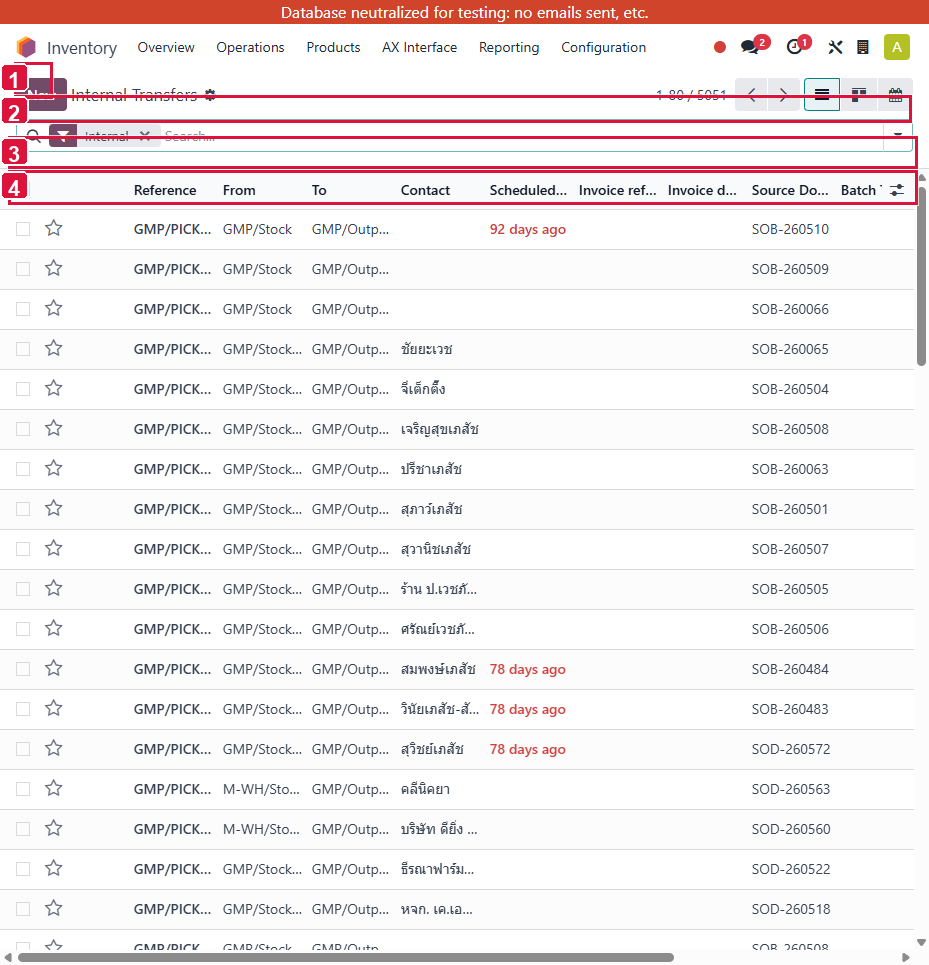 Database neutralized for testing: no emails sent, etc.
Inventory Overview Operations Products AX Interface Reporting Configuration 2 1 A
1 New Internal Transfers 1-80 / 5051
2
Internal Search...
3
4
Reference From To Contact Scheduled... Invoice ref... Invoice d... Source Do... Batch
GMP/PICK... GMP/Stock GMP/Outp... 92 days ago SOB-260510
GMP/PICK... GMP/Stock GMP/Outp... SOB-260509
GMP/PICK... GMP/Stock GMP/Outp... SOB-260066
GMP/PICK... GMP/Stock... GMP/Outp... ชัยยะเวช SOB-260065
GMP/PICK... GMP/Stock... GMP/Outp... จี่เต็กตึ๊ง SOB-260504
GMP/PICK... GMP/Stock... GMP/Outp... เจริญสุขเภสัช SOB-260508
GMP/PICK... GMP/Stock... GMP/Outp... ปรีชาเภสัช SOB-260063
GMP/PICK... GMP/Stock... GMP/Outp... สุภาว์เภสัช SOB-260501
GMP/PICK... GMP/Stock... GMP/Outp... สุวานิชเภสัช SOB-260507
GMP/PICK... GMP/Stock... GMP/Outp... ร้าน ป.เวชภั... SOB-260505
GMP/PICK... GMP/Stock... GMP/Outp... ศรัณย์เวชภั... SOB-260506
GMP/PICK... GMP/Stock... GMP/Outp... สมพงษ์เภสัช 78 days ago SOB-260484
GMP/PICK... GMP/Stock... GMP/Outp... วินัยเภสัช-สั... 78 days ago SOB-260483
GMP/PICK... GMP/Stock... GMP/Outp... สุวิชย์เภสัช 78 days ago SOD-260572
GMP/PICK... M-WH/Sto... GMP/Outp... คลีนิคยา SOD-260563
GMP/PICK... M-WH/Sto... GMP/Outp... บริษัท ดียิ่ง ... SOD-260560
GMP/PICK... GMP/Stock... GMP/Outp... ธีรณาฟาร์ม... SOD-260522
GMP/PICK... GMP/Stock... GMP/Outp... หจก. เค.เอ... SOD-260518
GMP/PICK... GMP/Stock GMP/Outp... SOB-260508